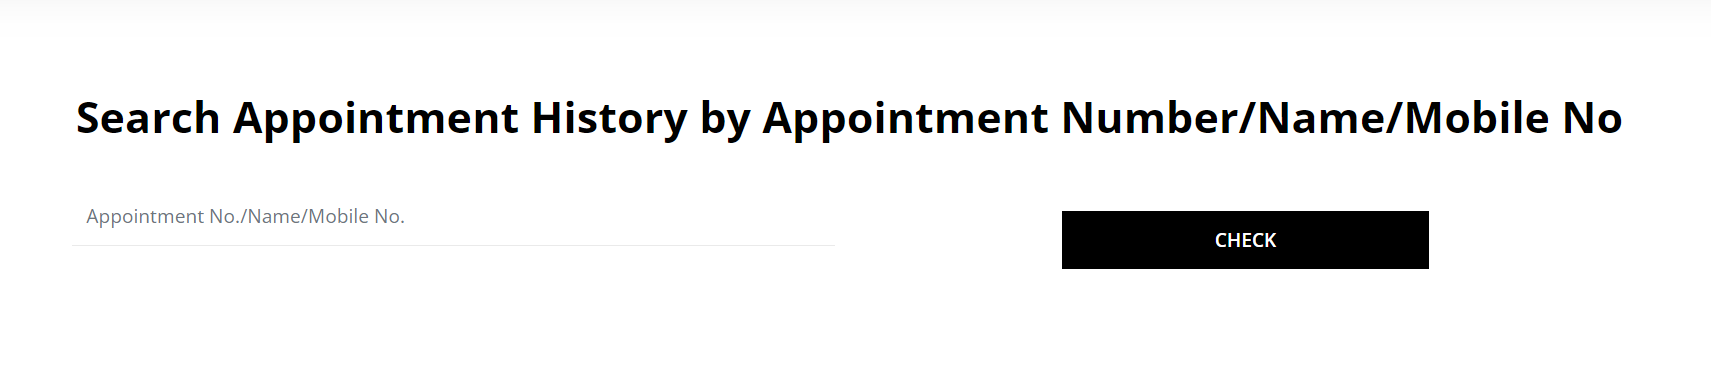 Search Appointment History by Appointment Number/Name/Mobile No
Appointment No./Name/Mobile No.
CHECK